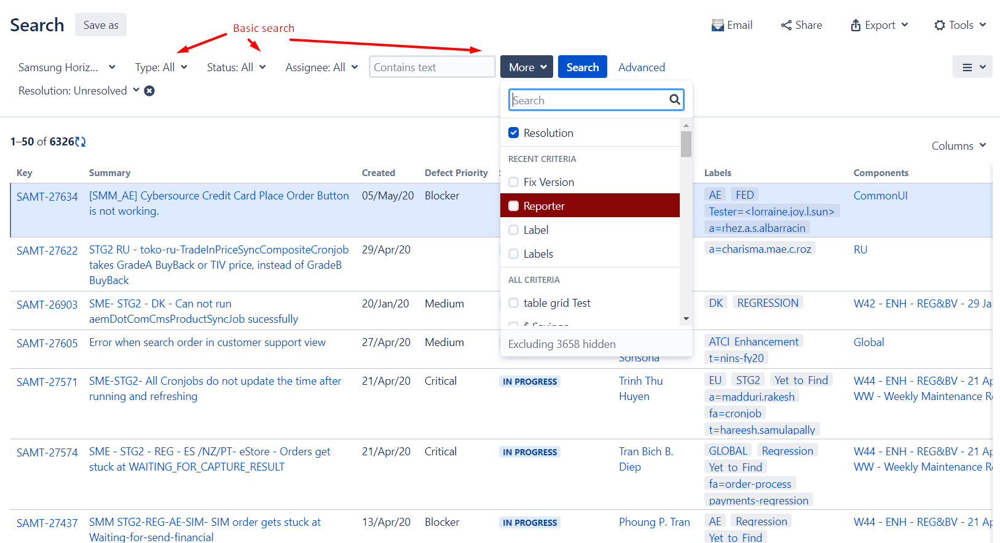 Search
Save as
Basic search
Email
Share
Export
Tools
Samsung Horiz...
Type: All
Status: All
Assignee: All
Contains text
More
Search
Advanced
Resolution: Unresolved
Search
Resolution
RECENT CRITERIA
Fix Version
Reporter
Label
Labels
ALL CRITERIA
table grid Test
Excluding 3658 hidden
1–50 of 6326
Columns
Key
Summary
Created
Defect Priority
Labels
Components
SAMT-27634
[SMM_AE] Cybersource Credit Card Place Order Button
is not working.
05/May/20
Blocker
AE FED
Tester=<lorraine.joy.l.sun>
a=rhez.a.s.albarracin
CommonUI
SAMT-27622
STG2 RU - toko-ru-TradeInPriceSyncCompositeCronjob
takes GradeA BuyBack or TIV price, instead of GradeB
BuyBack
29/Apr/20
a=charisma.mae.c.roz
RU
SAMT-26903
SME- STG2 - DK - Can not run
aemDotComCmsProductSyncJob sucessfully
20/Jan/20
Medium
DK REGRESSION
W42 - ENH - REG&BV - 29 Ja
SAMT-27605
Error when search order in customer support view
27/Apr/20
Medium
Sonsona
ATCI Enhancement
t=nins-fy20
Global
SAMT-27571
SME-STG2- All Cronjobs do not update the time after
running and refreshing
21/Apr/20
Critical
IN PROGRESS
Trinh Thu
Huyen
EU STG2 Yet to Find
a=madduri.rakesh
fa=cronjob
t=hareesh.samulapally
W44 - ENH - REG&BV - 21 Ap
WW - Weekly Maintenance Re
SAMT-27574
SME - STG2 - REG - ES /NZ/PT- eStore - Orders get
stuck at WAITING_FOR_CAPTURE_RESULT
21/Apr/20
Critical
IN PROGRESS
Tran Bich B.
Diep
GLOBAL Regression
Yet to Find
fa=order-process
payments-regression
W44 - ENH - REG&BV - 21 Ap
WW - Weekly Maintenance Re
SAMT-27437
SMM STG2-REG-AE-SIM- SIM order gets stuck at
Waiting-for-send-financial
13/Apr/20
Blocker
IN PROGRESS
Phoung P. Tran
AE Regression
Yet to Find
W44 - ENH - REG&BV - 21 Ap